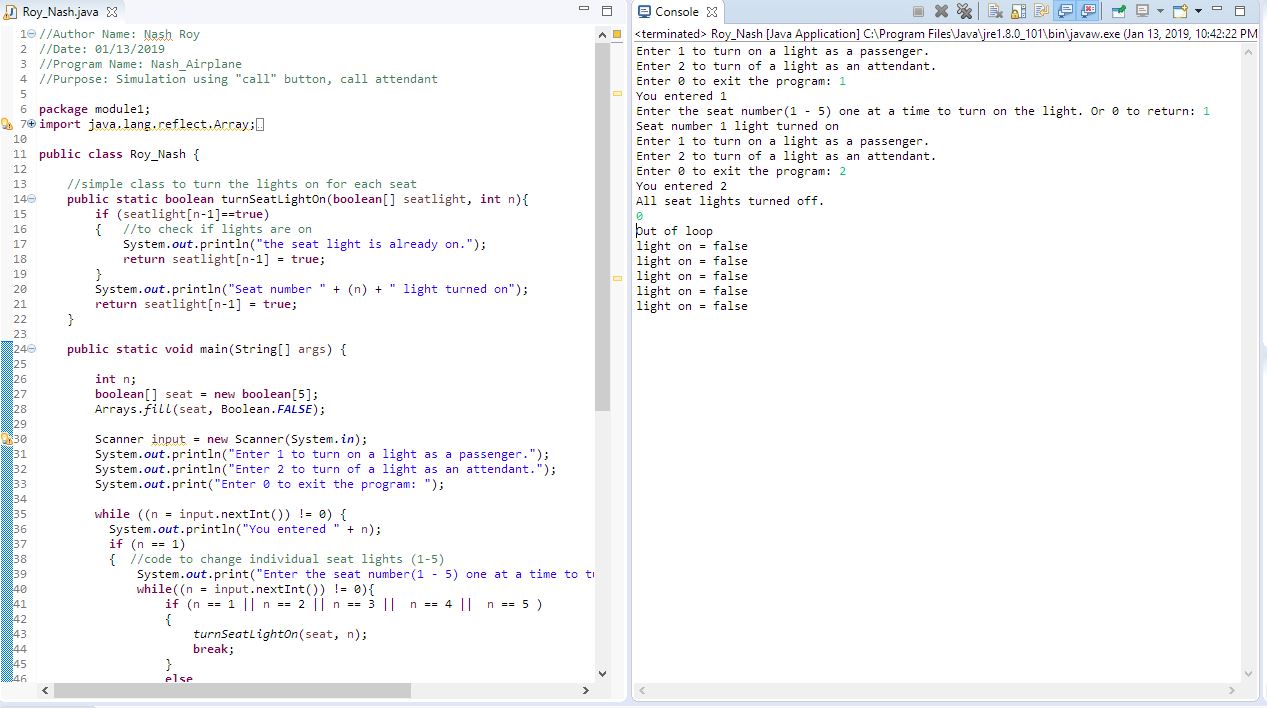 Roy_Nash.java
1 //Author Name: Nash Roy
2 //Date: 01/13/2019
3 //Program Name: Nash_Airplane
4 //Purpose: Simulation using "call" button, call attendant
5
6 package module1;
7 import java.lang.reflect.Array;
10
11 public class Roy_Nash {
12
13 //simple class to turn the lights on for each seat
14 public static boolean turnSeatLightOn(boolean[] seatlight, int n){
15 if (seatlight[n-1]==true)
16 { //to check if lights are on
17 System.out.println("the seat light is already on.");
18 return seatlight[n-1] = true;
19 }
20 System.out.println("Seat number " + (n) + " light turned on");
21 return seatlight[n-1] = true;
22 }
23
24 public static void main(String[] args) {
25
26 int n;
27 boolean[] seat = new boolean[5];
28 Arrays.fill(seat, Boolean.FALSE);
29
30 Scanner input = new Scanner(System.in);
31 System.out.println("Enter 1 to turn on a light as a passenger.");
32 System.out.println("Enter 2 to turn of a light as an attendant.");
33 System.out.print("Enter 0 to exit the program: ");
34
35 while ((n = input.nextInt()) != 0) {
36 System.out.println("You entered " + n);
37 if (n == 1)
38 { //code to change individual seat lights (1-5)
39 System.out.print("Enter the seat number(1 - 5) one at a time to tu
40 while((n = input.nextInt()) != 0){
41 if (n == 1 || n == 2 || n == 3 || n == 4 || n == 5 )
42 {
43 turnSeatLightOn(seat, n);
44 break;
45 }
46 else
Console
<terminated> Roy_Nash [Java Application] C:\Program Files\Java\jre1.8.0_101\bin\javaw.exe (Jan 13, 2019, 10:42:22 PM
Enter 1 to turn on a light as a passenger.
Enter 2 to turn of a light as an attendant.
Enter 0 to exit the program: 1
You entered 1
Enter the seat number(1 - 5) one at a time to turn on the light. Or 0 to return: 1
Seat number 1 light turned on
Enter 1 to turn on a light as a passenger.
Enter 2 to turn of a light as an attendant.
Enter 0 to exit the program: 2
You entered 2
All seat lights turned off.
0
Out of loop
light on = false
light on = false
light on = false
light on = false
light on = false